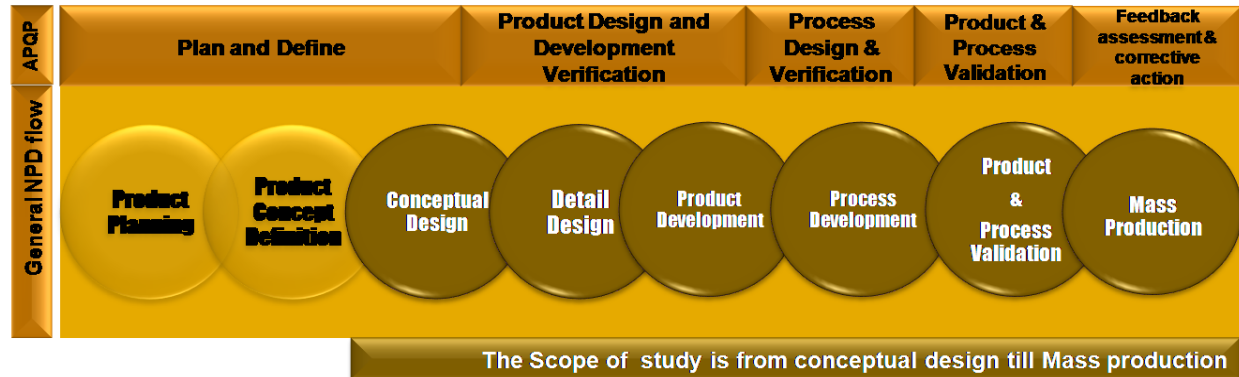 APQP
Plan and Define
Product Design and
Development
Verification
Process
Design &
Verification
Product &
Process
Validation
Feedback
assessment &
corrective
action
General NPD flow
Product
Planning
Product
Concept
Definition
Conceptual
Design
Detail
Design
Product
Development
Process
Development
Product
&
Process
Validation
Mass
Production
The Scope of study is from conceptual design till Mass production